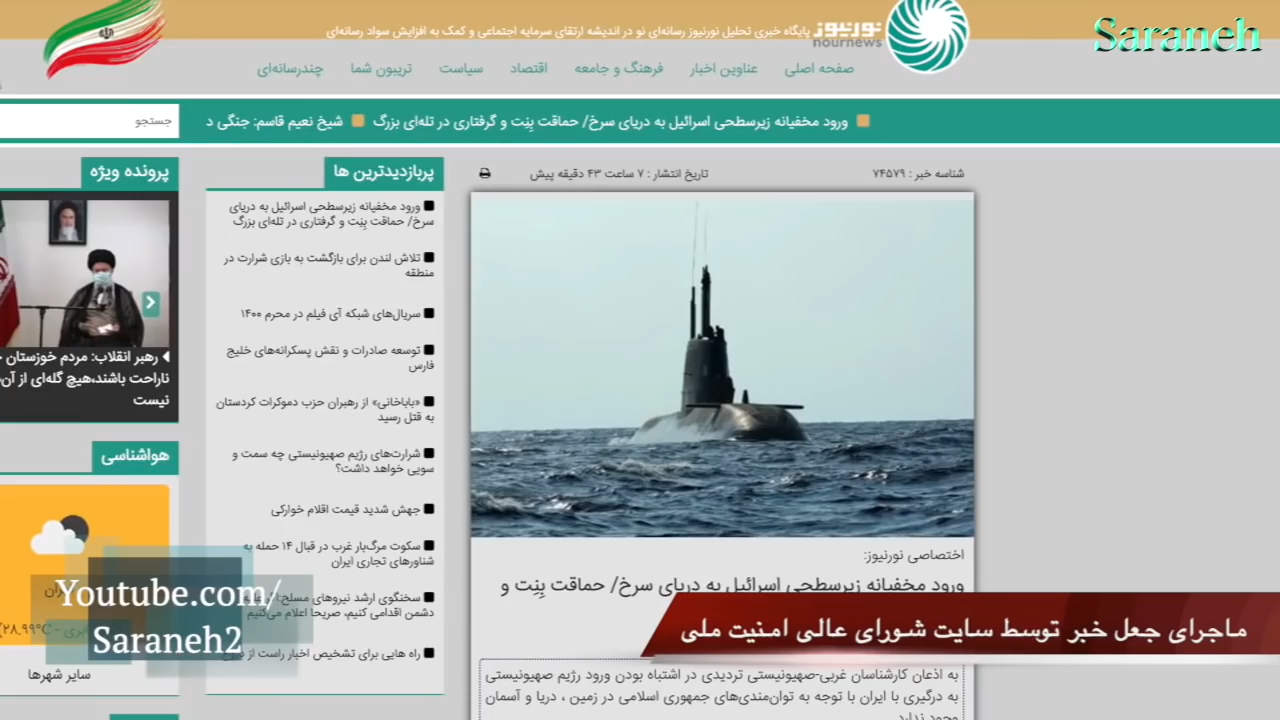 Saraneh
نورنیوز
nournews
پایگاه خبری تحلیل نورنیوز رسانه‌ای نو در اندیشه ارتقای سرمایه اجتماعی و کمک به افزایش سواد رسانه‌ای
صفحه اصلی عناوین اخبار فرهنگ و جامعه اقتصاد سیاست تریبون شما چندرسانه‌ای
ورود مخفیانه زیرسطحی اسرائیل به دریای سرخ/ حماقت بِنِت و گرفتاری در تله‌ای بزرگ
شیخ نعیم قاسم: جنگی د
جستجو
شناسه خبر : ۷۴۵۷۹
تاریخ انتشار : ۷ ساعت ۴۳ دقیقه پیش
اختصاصی نورنیوز:
ورود مخفیانه زیرسطحی اسرائیل به دریای سرخ/ حماقت بِنِت و
به اذعان کارشناسان غربی-صهیونیستی تردیدی در اشتباه بودن ورود رژیم صهیونیستی
به درگیری با ایران با توجه به توان‌مندی‌های جمهوری اسلامی در زمین ، دریا و آسمان
وجود ندارد
پربازدیدترین ها
ورود مخفیانه زیرسطحی اسرائیل به دریای
سرخ/ حماقت بِنِت و گرفتاری در تله‌ای بزرگ
تلاش لندن برای بازگشت به بازی شرارت در
منطقه
سریال‌های شبکه آی فیلم در محرم ۱۴۰۰
توسعه صادرات و نقش پسکرانه‌های خلیج
فارس
«باباخانی» از رهبران حزب دموکرات کردستان
به قتل رسید
شرارت‌های رژیم صهیونیستی چه سمت و
سویی خواهد داشت؟
جهش شدید قیمت اقلام خوارکی
سکوت مرگ‌بار غرب در قبال ۱۴ حمله به
شناورهای تجاری ایران
سخنگوی ارشد نیروهای مسلح:
دشمن اقدامی کنیم، صریحا اعلام می‌کنیم
راه هایی برای تشخیص اخبار راست از
پرونده ویژه
رهبر انقلاب: مردم خوزستان
ناراحت باشند،هیچ گله‌ای از آن
نیست
هواشناسی
۲۸.۹۹°C
سایر شهرها
ماجرای جعل خبر توسط سایت شورای عالی امنیت ملی
Youtube.com/
Saraneh2